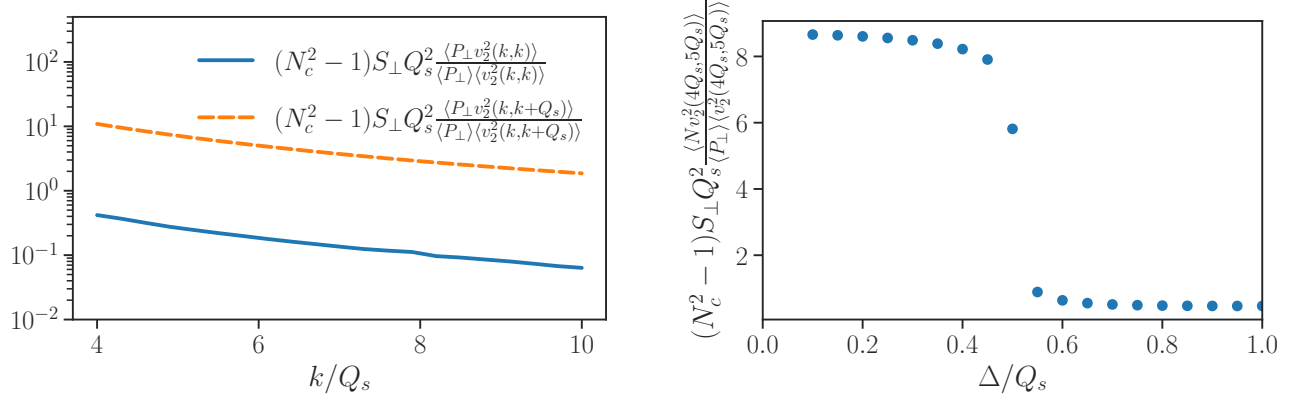 10^2
10^1
10^0
10^{-1}
10^{-2}
(N_c^2 − 1)S_⊥Q_s^2 \frac{⟨P_⊥v_2^2(k,k)⟩}{⟨P_⊥⟩⟨v_2^2(k,k)⟩}
(N_c^2 − 1)S_⊥Q_s^2 \frac{⟨P_⊥v_2^2(k,k+Q_s)⟩}{⟨P_⊥⟩⟨v_2^2(k,k+Q_s)⟩}
4 6 8 10
k/Q_s
(N_c^2 − 1)S_⊥Q_s^2 \frac{⟨Nv_2^2(4Q_s,5Q_s)⟩}{⟨P_⊥⟩⟨v_2^2(4Q_s,5Q_s)⟩}
8
6
4
2
0.0 0.2 0.4 0.6 0.8 1.0
Δ/Q_s